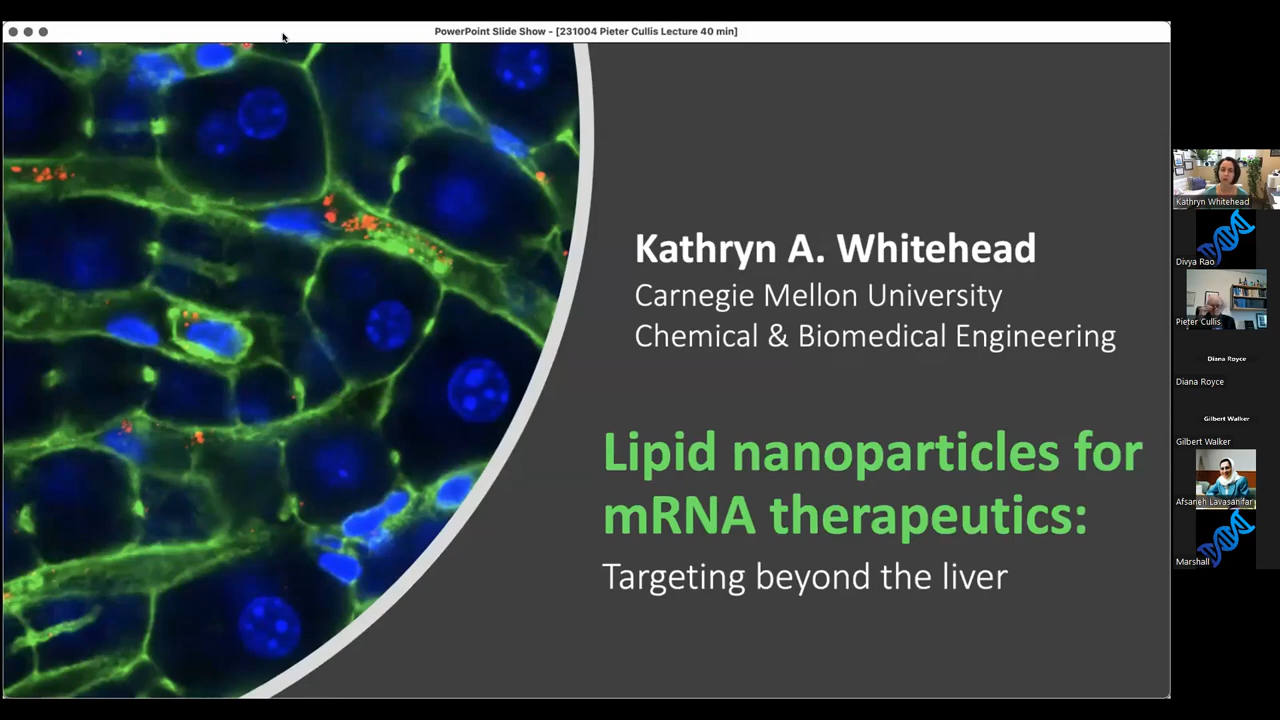 PowerPoint Slide Show - [231004 Pieter Cullis Lecture 40 min]
Kathryn A. Whitehead
Carnegie Mellon University
Chemical & Biomedical Engineering
Lipid nanoparticles for
mRNA therapeutics:
Targeting beyond the liver
Kathryn Whitehead
Divya Rao
Pieter Cullis
Diana Royce
Diana Royce
Gilbert Walker
Gilbert Walker
Afsaneh Lavasanifar
Marshall